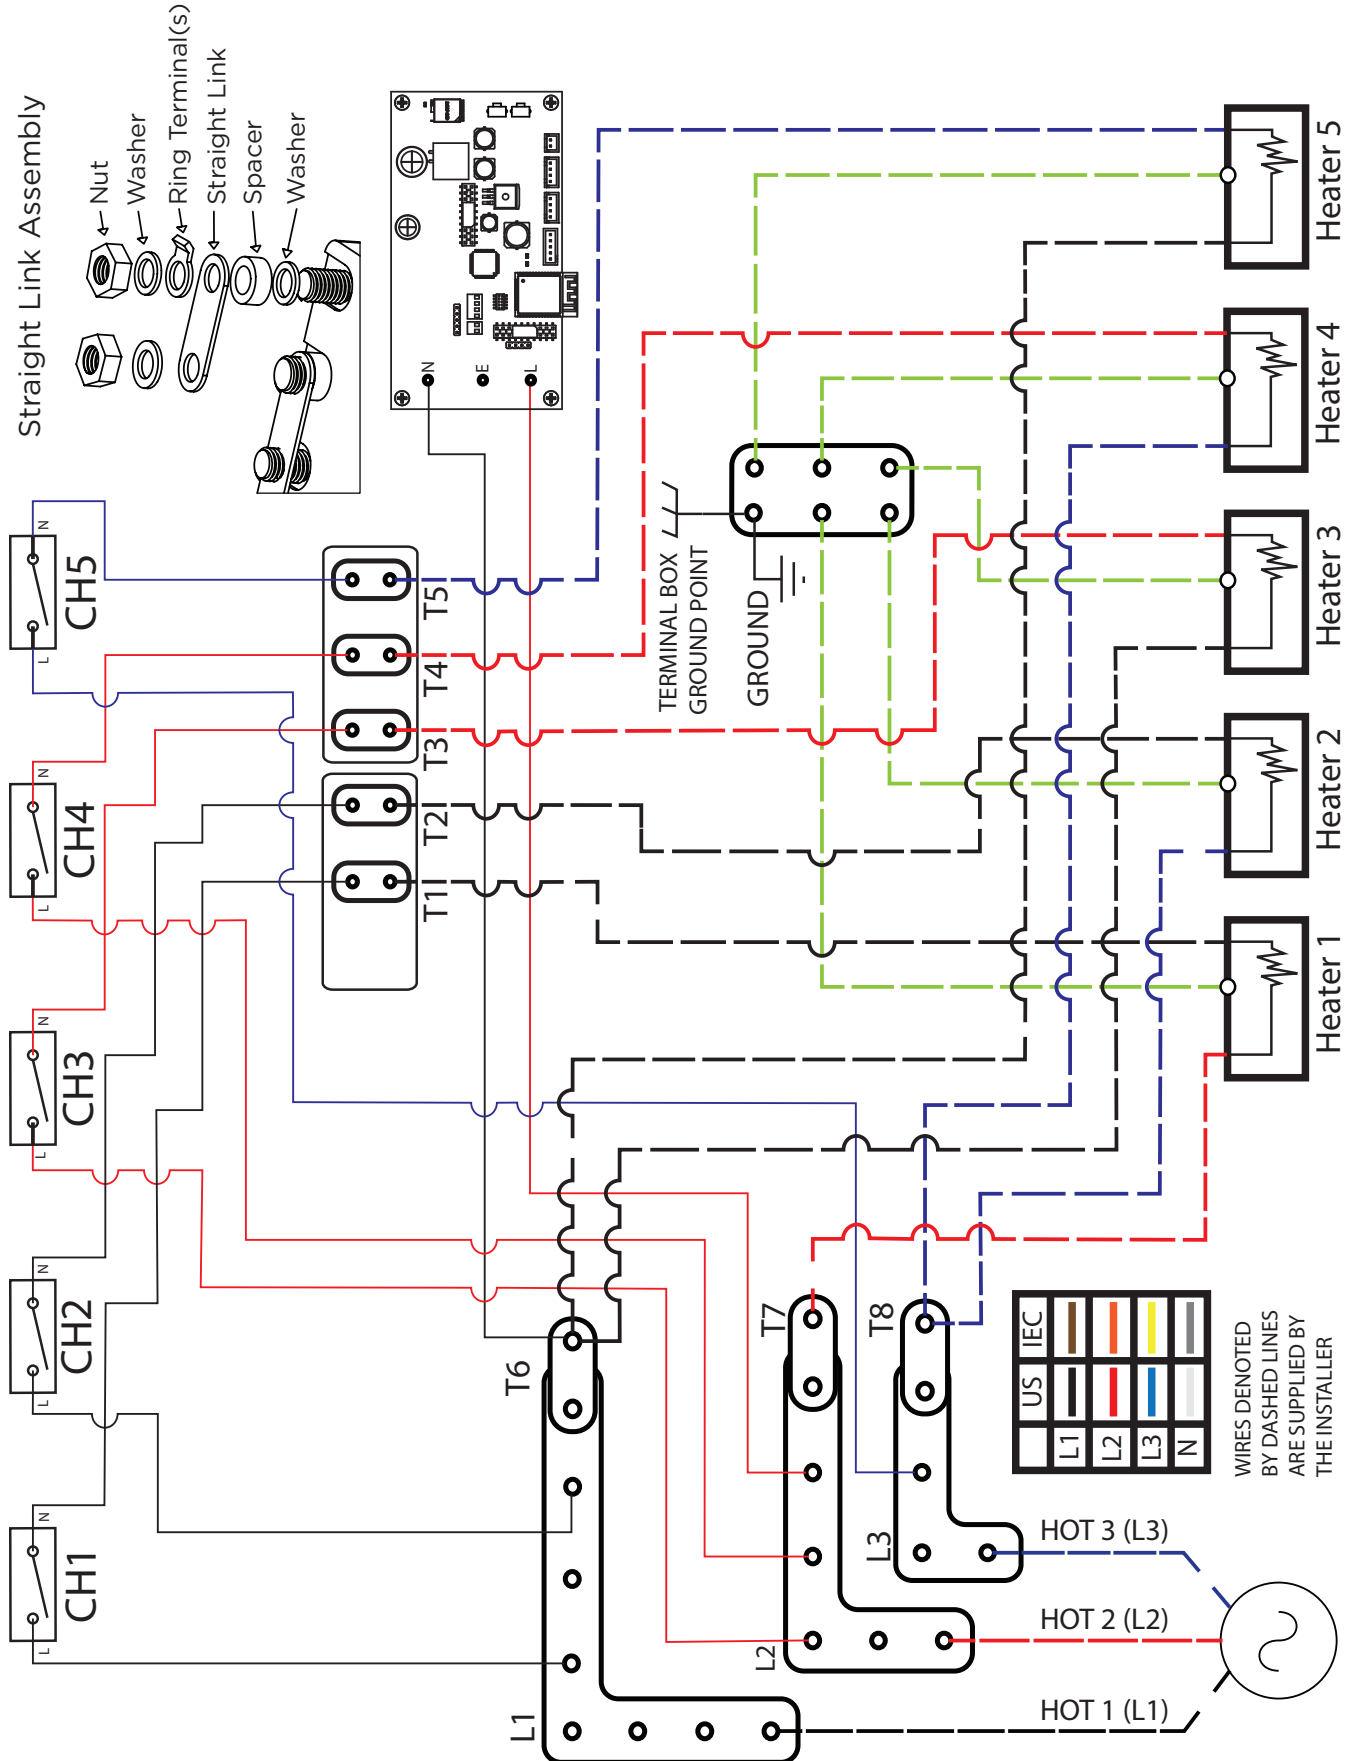 Straight Link Assembly
Nut
Washer
Ring Terminal(s)
Straight Link
Spacer
Washer
L
N
CH1
L
N
CH2
L
N
CH3
L
N
CH4
L
N
CH5
T1
T2
T3
T4
T5
N
E
L
TERMINAL BOX
GROUND POINT
GROUND
L1
T6
L2
T7
L3
T8
HOT 1 (L1)
HOT 2 (L2)
HOT 3 (L3)
US IEC
L1
L2
L3
N
WIRES DENOTED
BY DASHED LINES
ARE SUPPLIED BY
THE INSTALLER
Heater 1
Heater 2
Heater 3
Heater 4
Heater 5